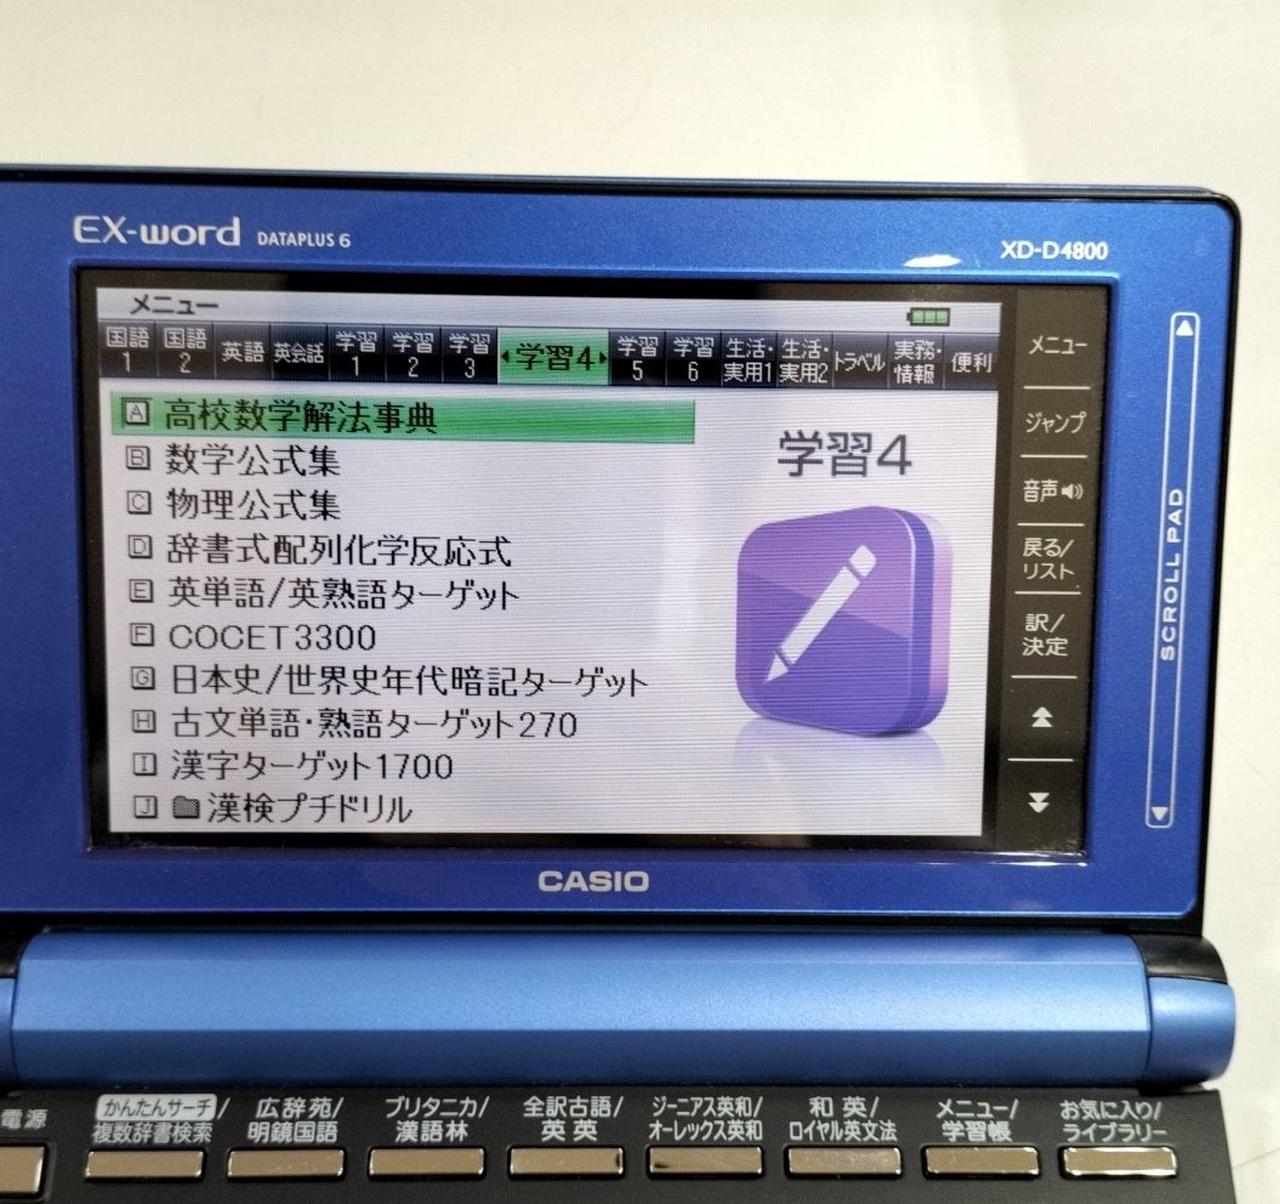 EX-word DATAPLUS 6
XD-D4800
メニュー
国語1 国語2 英語 英会話 学習1 学習2 学習3 学習4 学習5 学習6 生活・実用1 生活・実用2 トラベル 実務・情報 便利
A 高校数学解法事典
B 数学公式集
C 物理公式集
D 辞書式配列化学反応式
E 英単語/英熟語ターゲット
F COCET3300
G 日本史/世界史年代暗記ターゲット
H 古文単語・熟語ターゲット270
I 漢字ターゲット1700
J 漢検プチドリル
学習4
メニュー
ジャンプ
音声
戻る/
リスト
訳/
決定
SCROLL PAD
CASIO
電源
かんたんサーチ/
複数辞書検索
広辞苑/
明鏡国語
ブリタニカ/
漢語林
全訳古語/
英英
ジーニアス英和/
オーレックス英和
和英/
ロイヤル英文法
メニュー/
学習帳
お気に入り/
ライブラリー